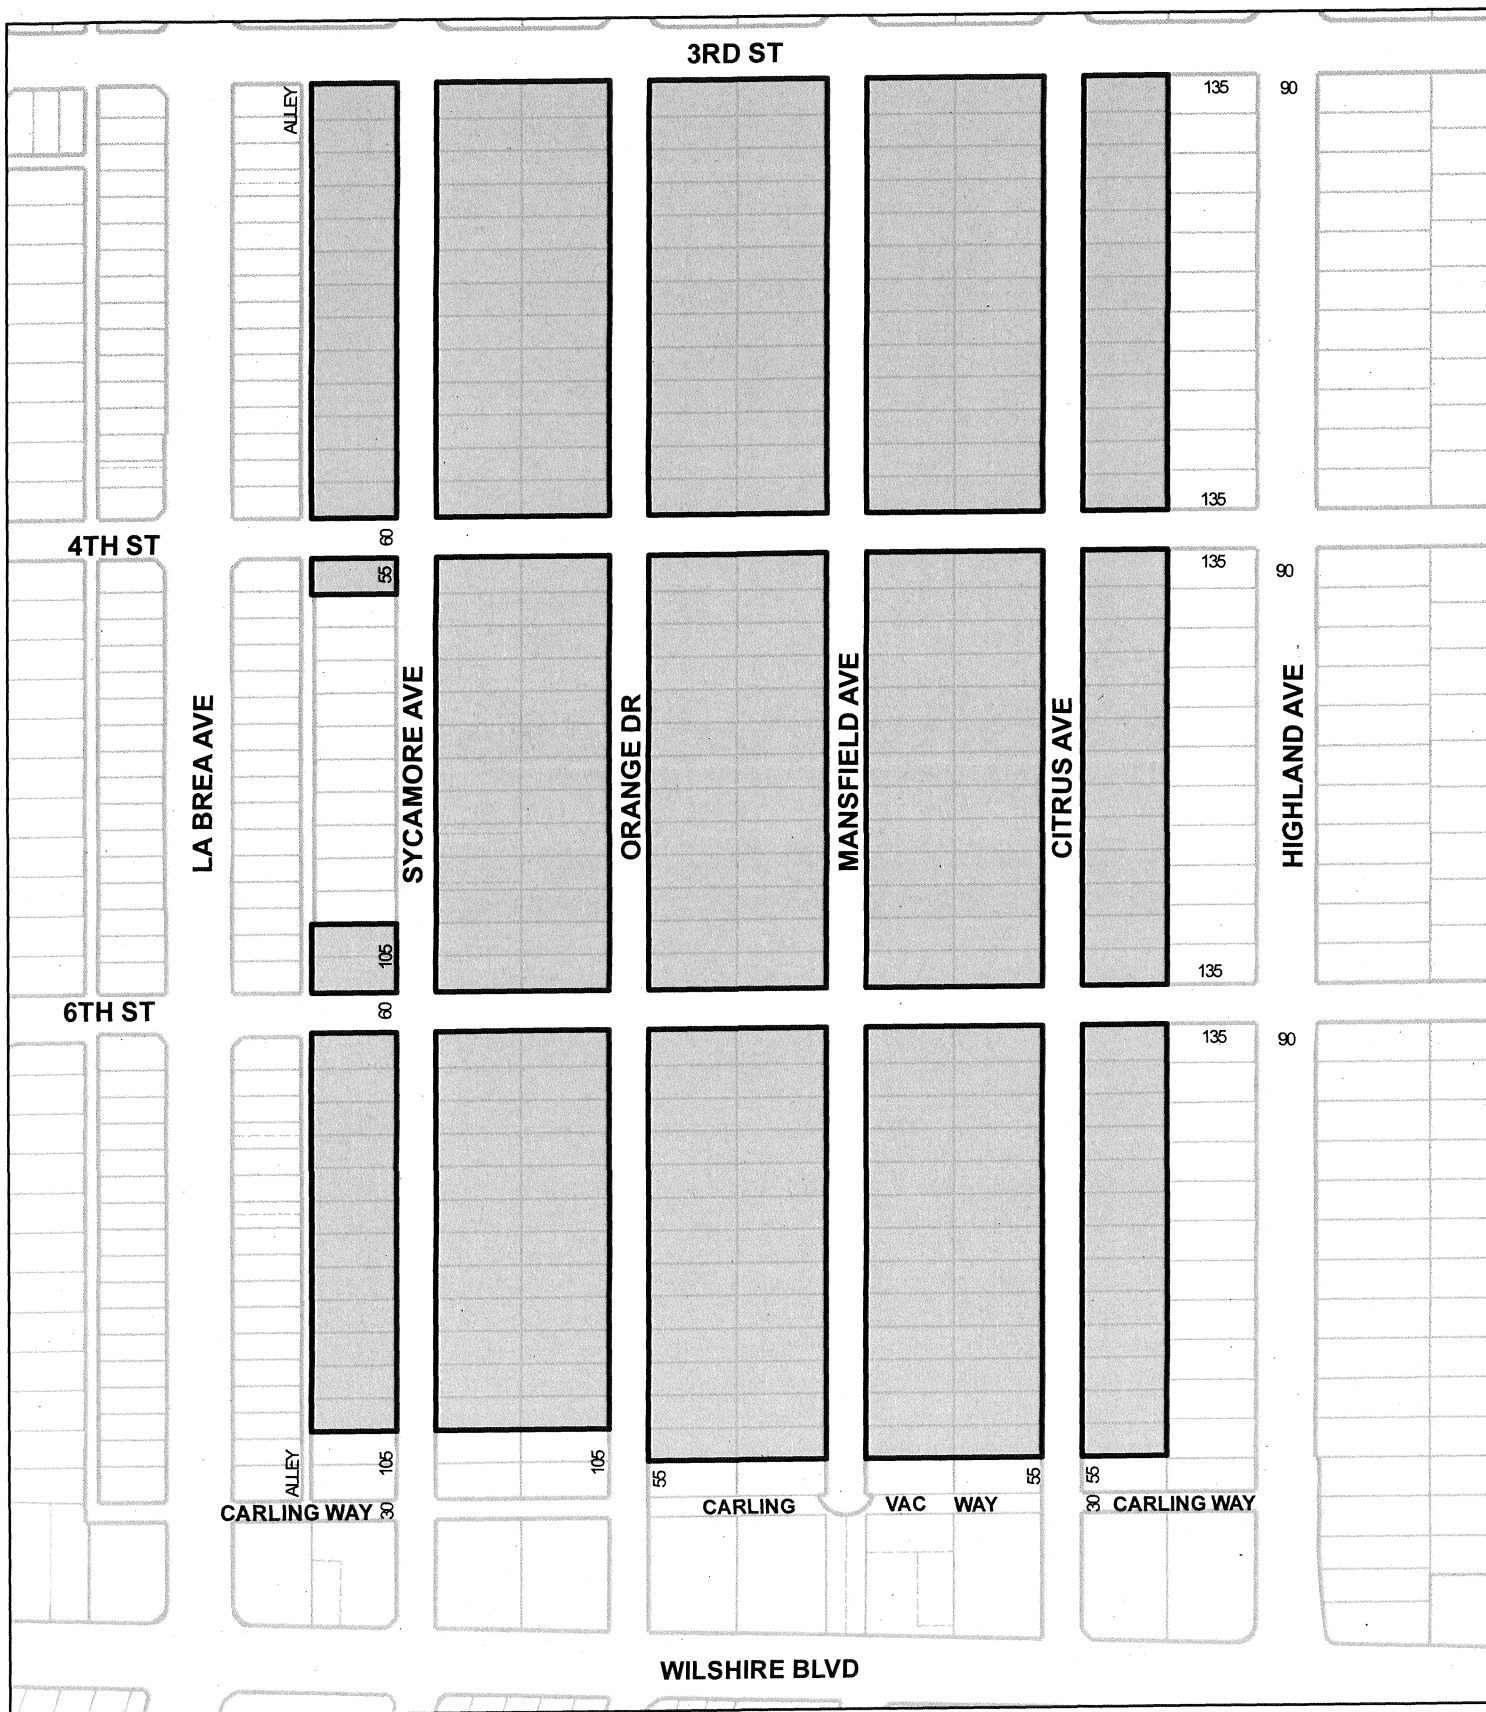 3RD ST
ALLEY
135
90
135
60
4TH ST
55
135
90
LA BREA AVE
SYCAMORE AVE
ORANGE DR
MANSFIELD AVE
CITRUS AVE
HIGHLAND AVE
105
135
60
6TH ST
135
90
ALLEY
105
105
55
55
55
CARLING WAY
30
CARLING
VAC
WAY
30
CARLING WAY
WILSHIRE BLVD